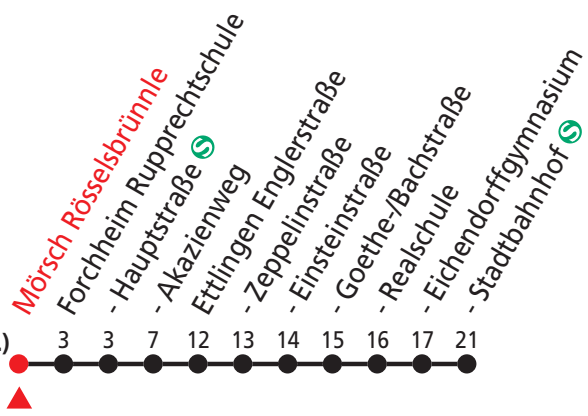 Mörsch Rösselsbrünnle
Forchheim Rupprechtschule
- Hauptstraße S
- Akazienweg
Ettlingen Englerstraße
- Zeppelinstraße
- Einsteinstraße
- Goethe-/Bachstraße
- Realschule
- Eichendorffgymnasium
- Stadtbahnhof S
3 3 7 12 13 14 15 16 17 21